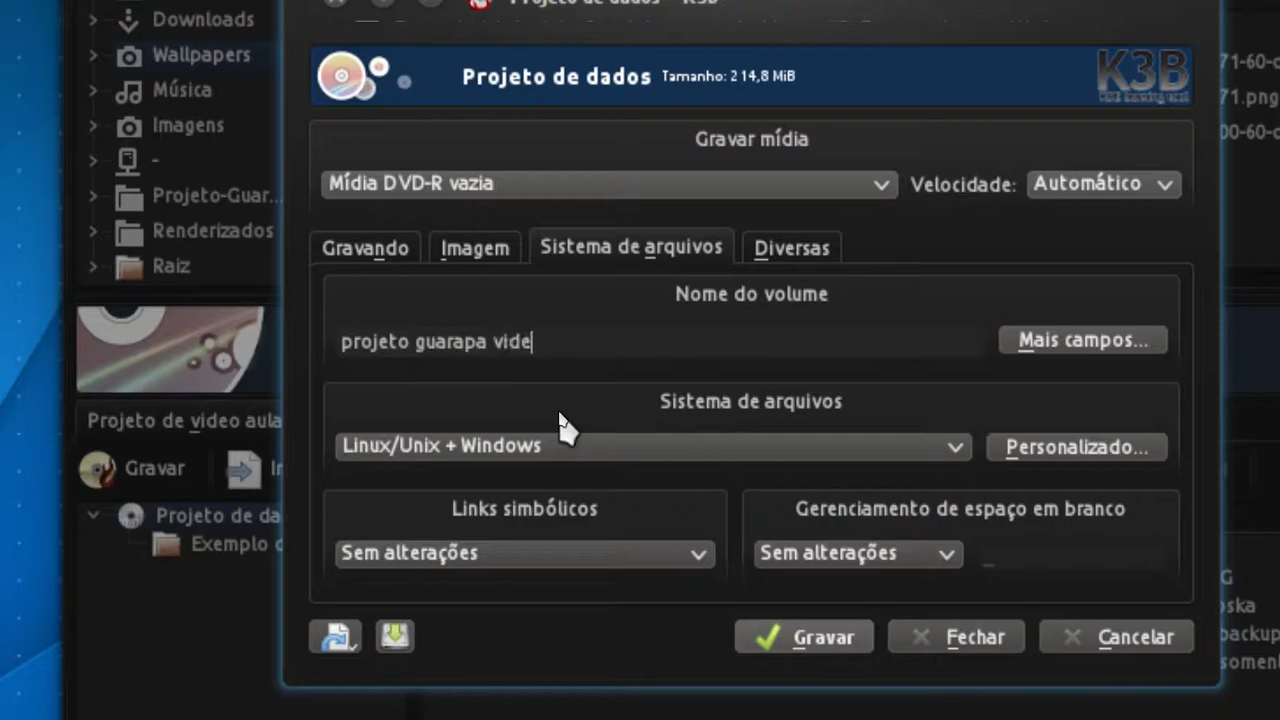 Downloads
Wallpapers
Música
Imagens
-
Projeto-Guar...
Renderizados
Raiz
Projeto de video aula
Gravar
Projeto de da
Exemplo
Projeto de dados Tamanho: 214,8 MiB
K3B
Gravar mídia
Mídia DVD-R vazia
Velocidade: Automático
Gravando Imagem Sistema de arquivos Diversas
Nome do volume
projeto guarapa vide
Mais campos...
Sistema de arquivos
Linux/Unix + Windows
Personalizado...
Links simbólicos
Sem alterações
Gerenciamento de espaço em branco
Sem alterações
_
Gravar Fechar Cancelar
71-60-c
71.png
00-60-c
G
oska
backup
soment